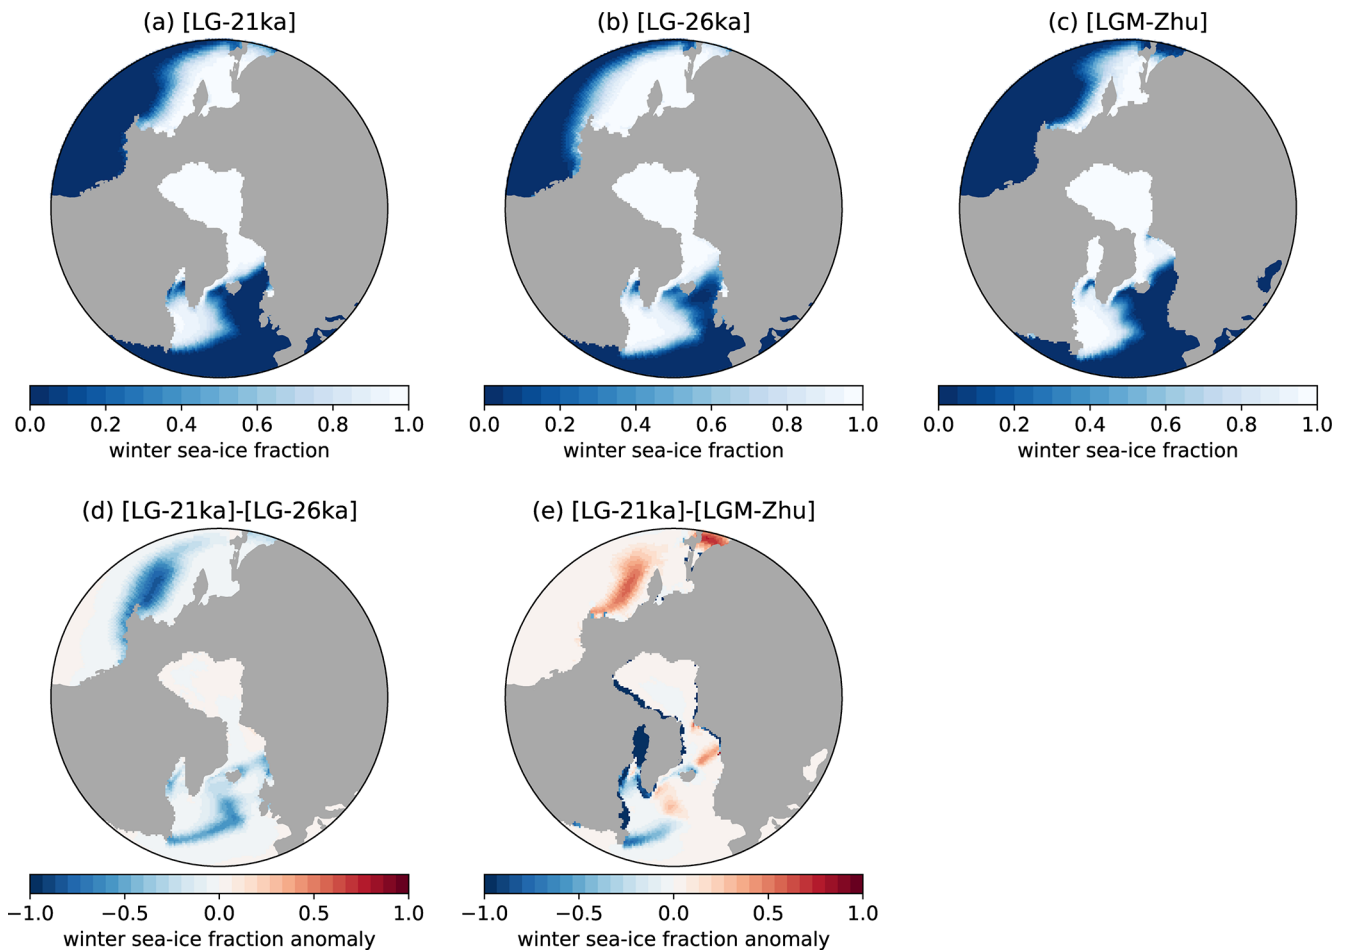 (a) [LG-21ka]
(b) [LG-26ka]
(c) [LGM-Zhu]
0.0 0.2 0.4 0.6 0.8 1.0
winter sea-ice fraction
0.0 0.2 0.4 0.6 0.8 1.0
winter sea-ice fraction
0.0 0.2 0.4 0.6 0.8 1.0
winter sea-ice fraction
(d) [LG-21ka]-[LG-26ka]
(e) [LG-21ka]-[LGM-Zhu]
−1.0 −0.5 0.0 0.5 1.0
winter sea-ice fraction anomaly
−1.0 −0.5 0.0 0.5 1.0
winter sea-ice fraction anomaly